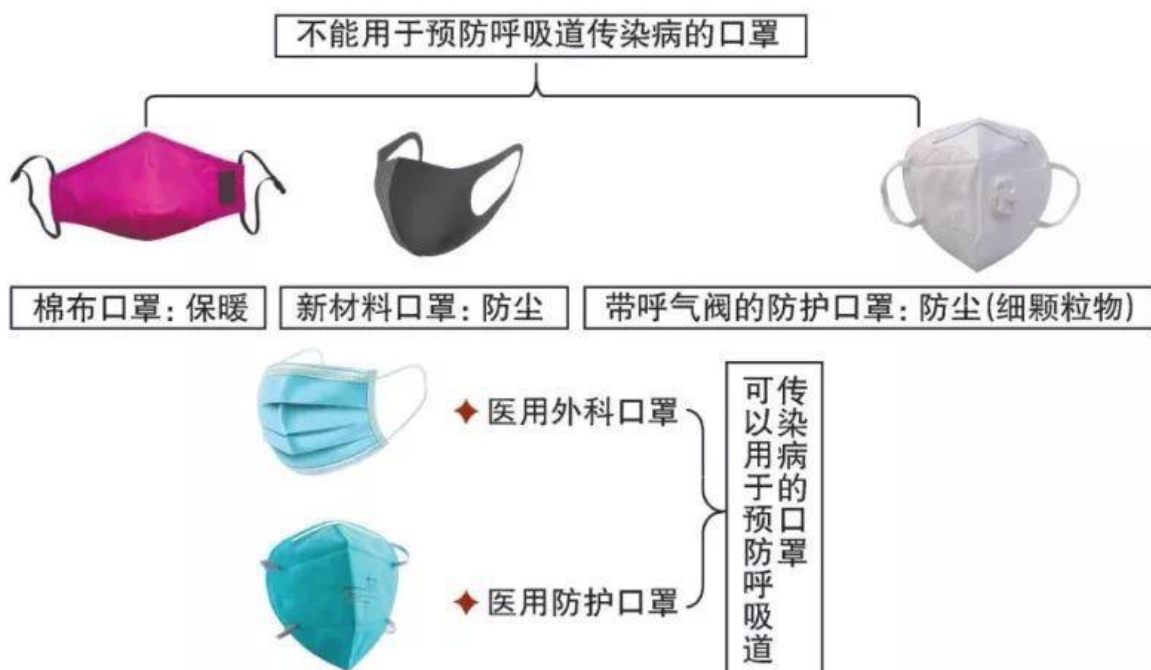 不能用于预防呼吸道传染病的口罩
棉布口罩：保暖
新材料口罩：防尘
带呼气阀的防护口罩：防尘(细颗粒物)
医用外科口罩
医用防护口罩
可以用于预防呼吸道
传染病的口罩